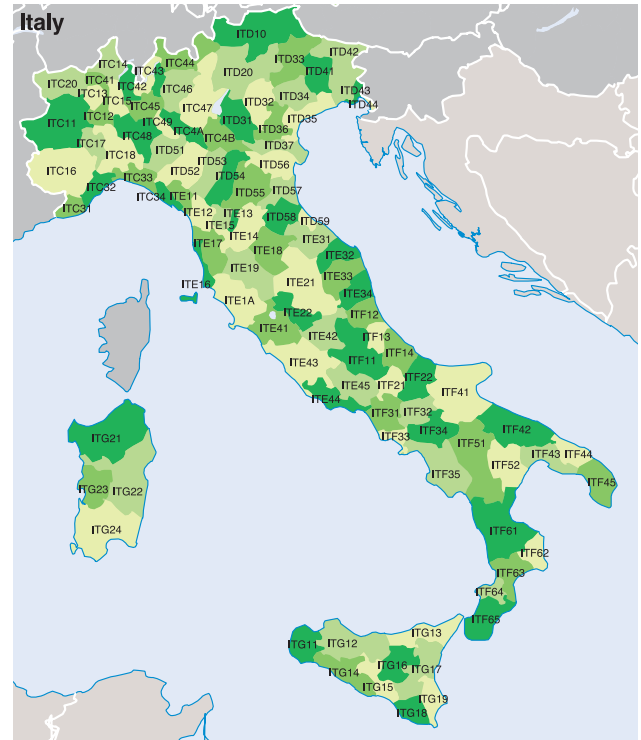 Italy
ITD10
ITC14
ITC43
ITC44
ITD33
ITD42
ITC20
ITC41
ITC42
ITC46
ITD20
ITD41
ITC13
ITC15
ITC45
ITC47
ITD32
ITD34
ITD43
ITD44
ITC11
ITC12
ITC48
ITC49
ITC4A
ITC4B
ITD31
ITD36
ITD35
ITC17
ITC18
ITD51
ITD37
ITC16
ITC33
ITD52
ITD53
ITD54
ITD56
ITC32
ITC31
ITC34
ITE11
ITD55
ITD57
ITE12
ITE13
ITD58
ITD59
ITE15
ITE14
ITE31
ITE17
ITE18
ITE32
ITE19
ITE33
ITE16
ITE21
ITE34
ITE1A
ITE22
ITF12
ITE41
ITE42
ITF13
ITE43
ITF11
ITF14
ITE45
ITF21
ITF22
ITF41
ITE44
ITF31
ITF32
ITF33
ITF34
ITF51
ITF42
ITF43
ITF44
ITF35
ITF52
ITF45
ITG21
ITG23
ITG22
ITG24
ITF61
ITF62
ITF63
ITF64
ITF65
ITG11
ITG12
ITG13
ITG14
ITG16
ITG17
ITG15
ITG19
ITG18